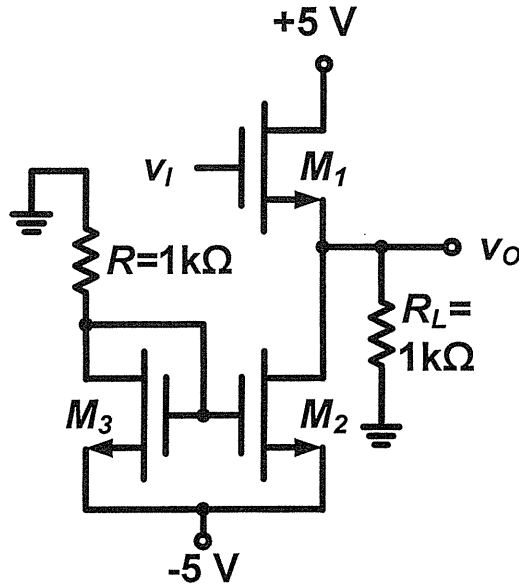 +5 V
v_I
M_1
R=1kΩ
v_O
R_L=
1kΩ
M_3
M_2
-5 V